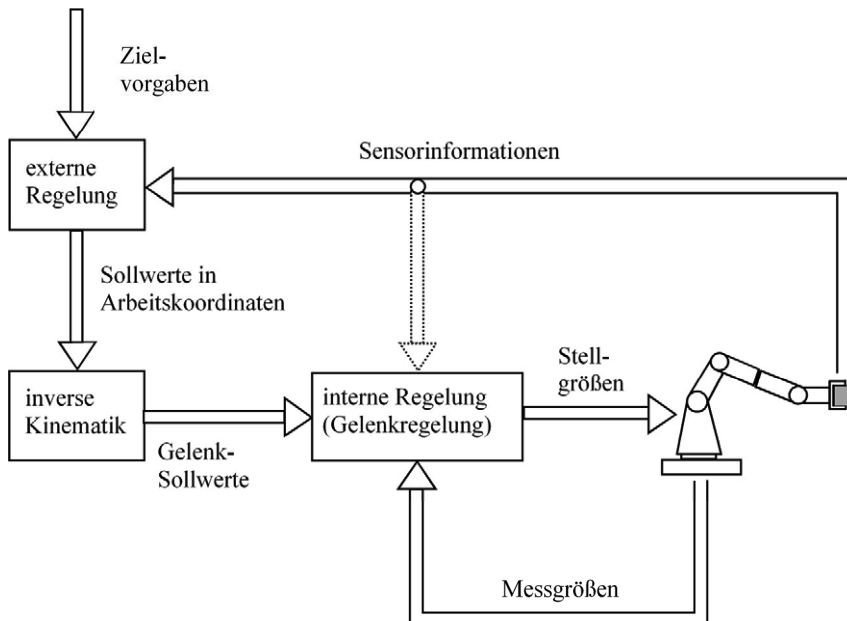 Ziel-
vorgaben
Sensorinformationen
externe
Regelung
Sollwerte in
Arbeitskoordinaten
Stell-
größen
inverse
Kinematik
interne Regelung
(Gelenkregelung)
Gelenk-
Sollwerte
Messgrößen